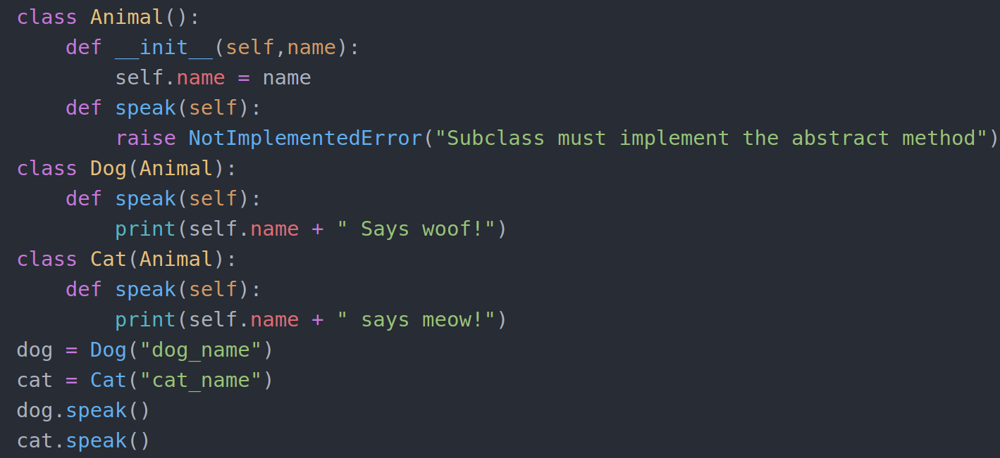 class Animal():
    def __init__(self,name):
        self.name = name
    def speak(self):
        raise NotImplementedError("Subclass must implement the abstract method")
class Dog(Animal):
    def speak(self):
        print(self.name + " Says woof!")
class Cat(Animal):
    def speak(self):
        print(self.name + " says meow!")
dog = Dog("dog_name")
cat = Cat("cat_name")
dog.speak()
cat.speak()